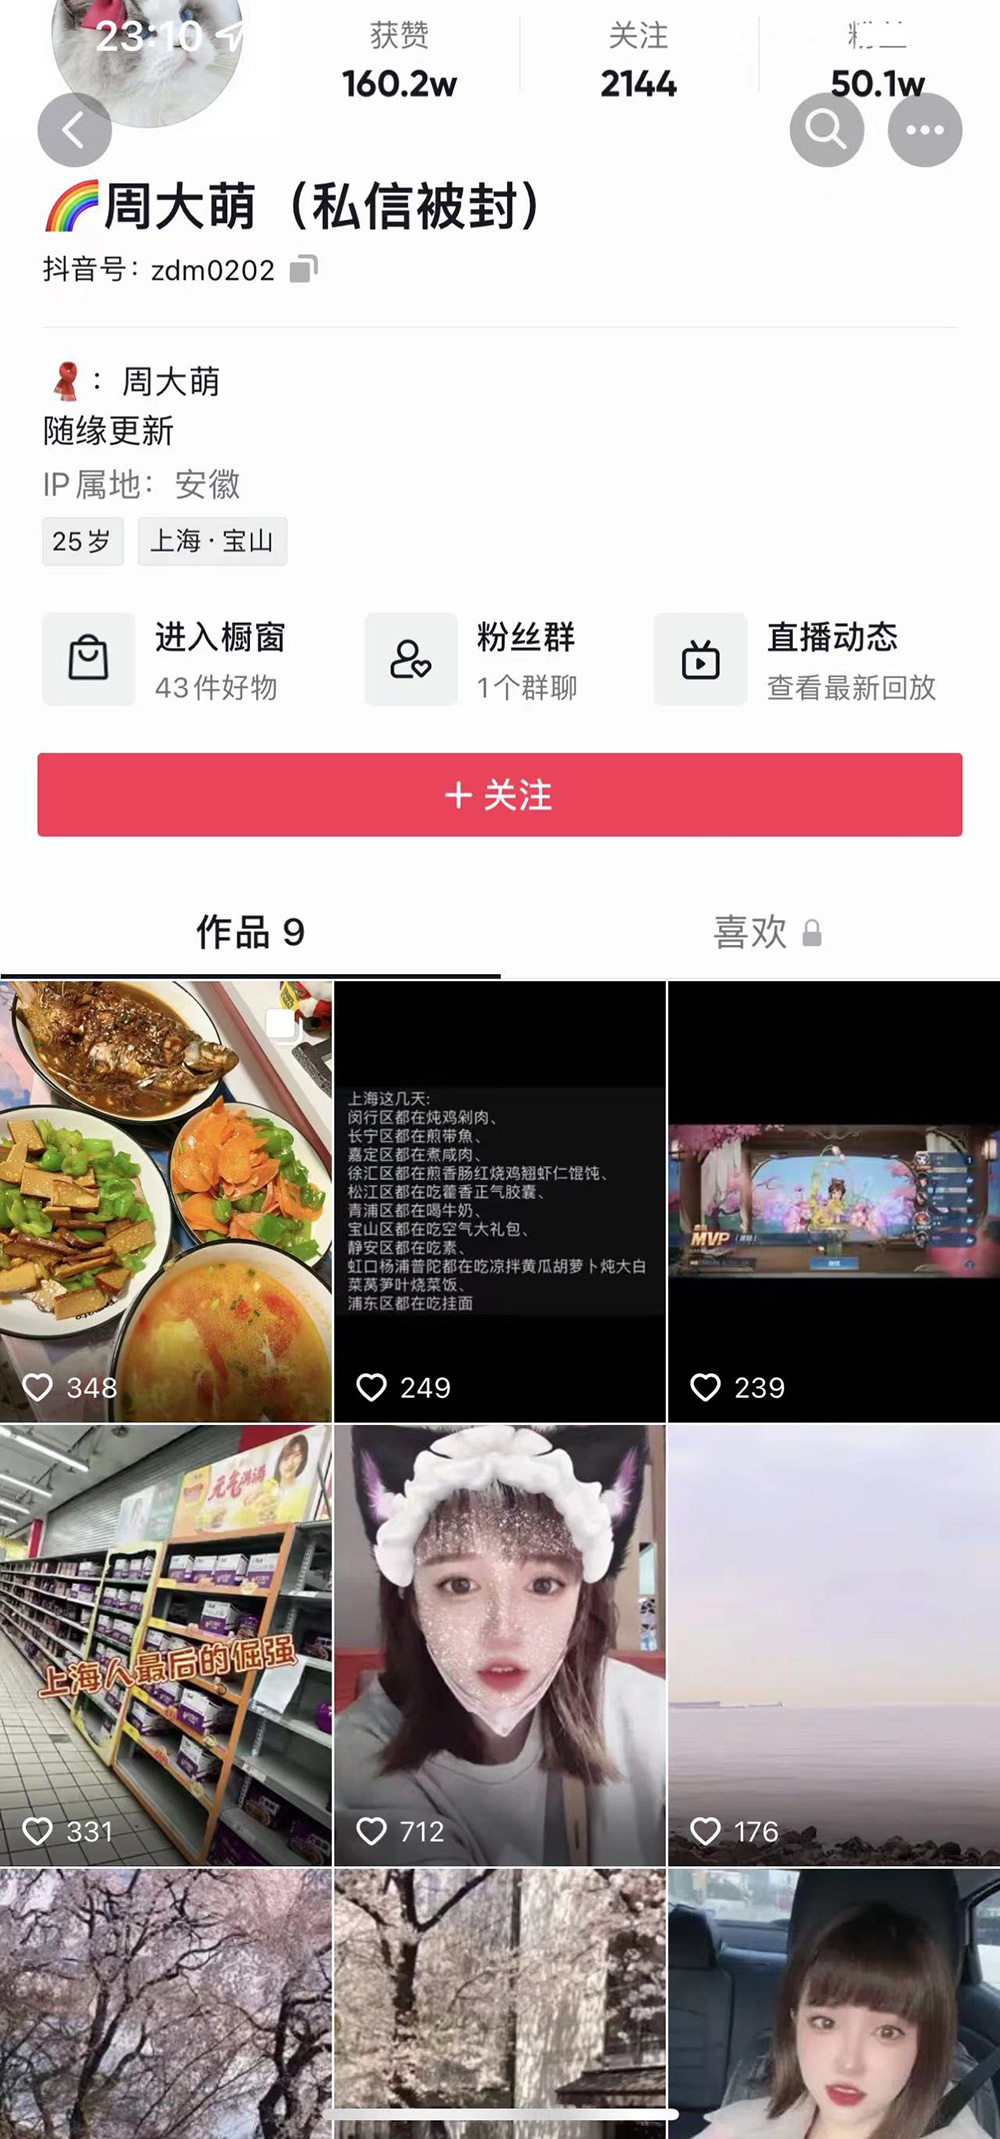 23:10
获赞
关注
粉丝
160.2w
2144
50.1w
周大萌（私信被封）
抖音号：zdm0202
：周大萌
随缘更新
IP属地：安徽
25岁
上海·宝山
进入橱窗
43件好物
粉丝群
1个群聊
直播动态
查看最新回放
+ 关注
作品 9
喜欢
348
上海这几天:
闵行区都在炖鸡剁肉、
长宁区都在煎带魚、
嘉定区都在煮咸肉、
徐汇区都在煎香肠红烧鸡翅虾仁馄饨、
松江区都在吃藿香正气胶囊、
青浦区都在喝牛奶、
宝山区都在吃空气大礼包、
静安区都在吃素、
虹口杨浦普陀都在吃凉拌黄瓜胡萝卜炖大白
菜莴笋叶烧菜饭、
浦东区都在吃挂面
249
MVP
239
元气满满
上海人最后的倔强
331
712
176